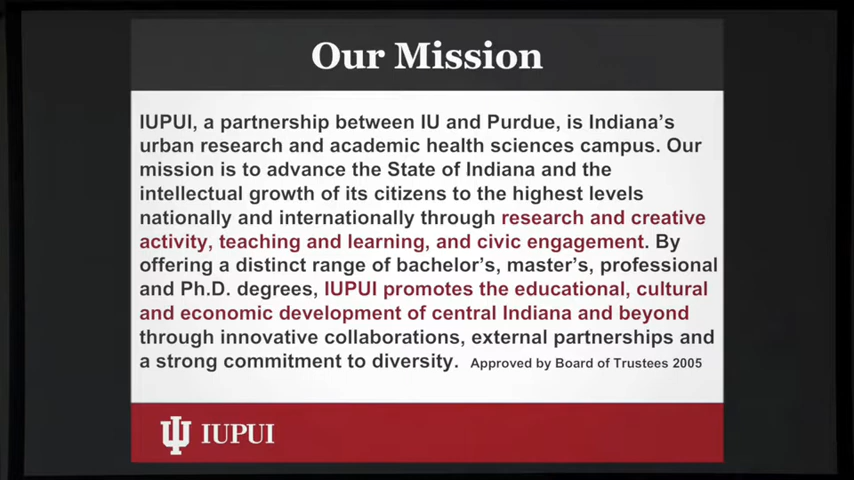 Our Mission
IUPUI, a partnership between IU and Purdue, is Indiana's
urban research and academic health sciences campus. Our
mission is to advance the State of Indiana and the
intellectual growth of its citizens to the highest levels
nationally and internationally through research and creative
activity, teaching and learning, and civic engagement. By
offering a distinct range of bachelor's, master's, professional
and Ph.D. degrees, IUPUI promotes the educational, cultural
and economic development of central Indiana and beyond
through innovative collaborations, external partnerships and
a strong commitment to diversity. Approved by Board of Trustees 2005
IUPUI